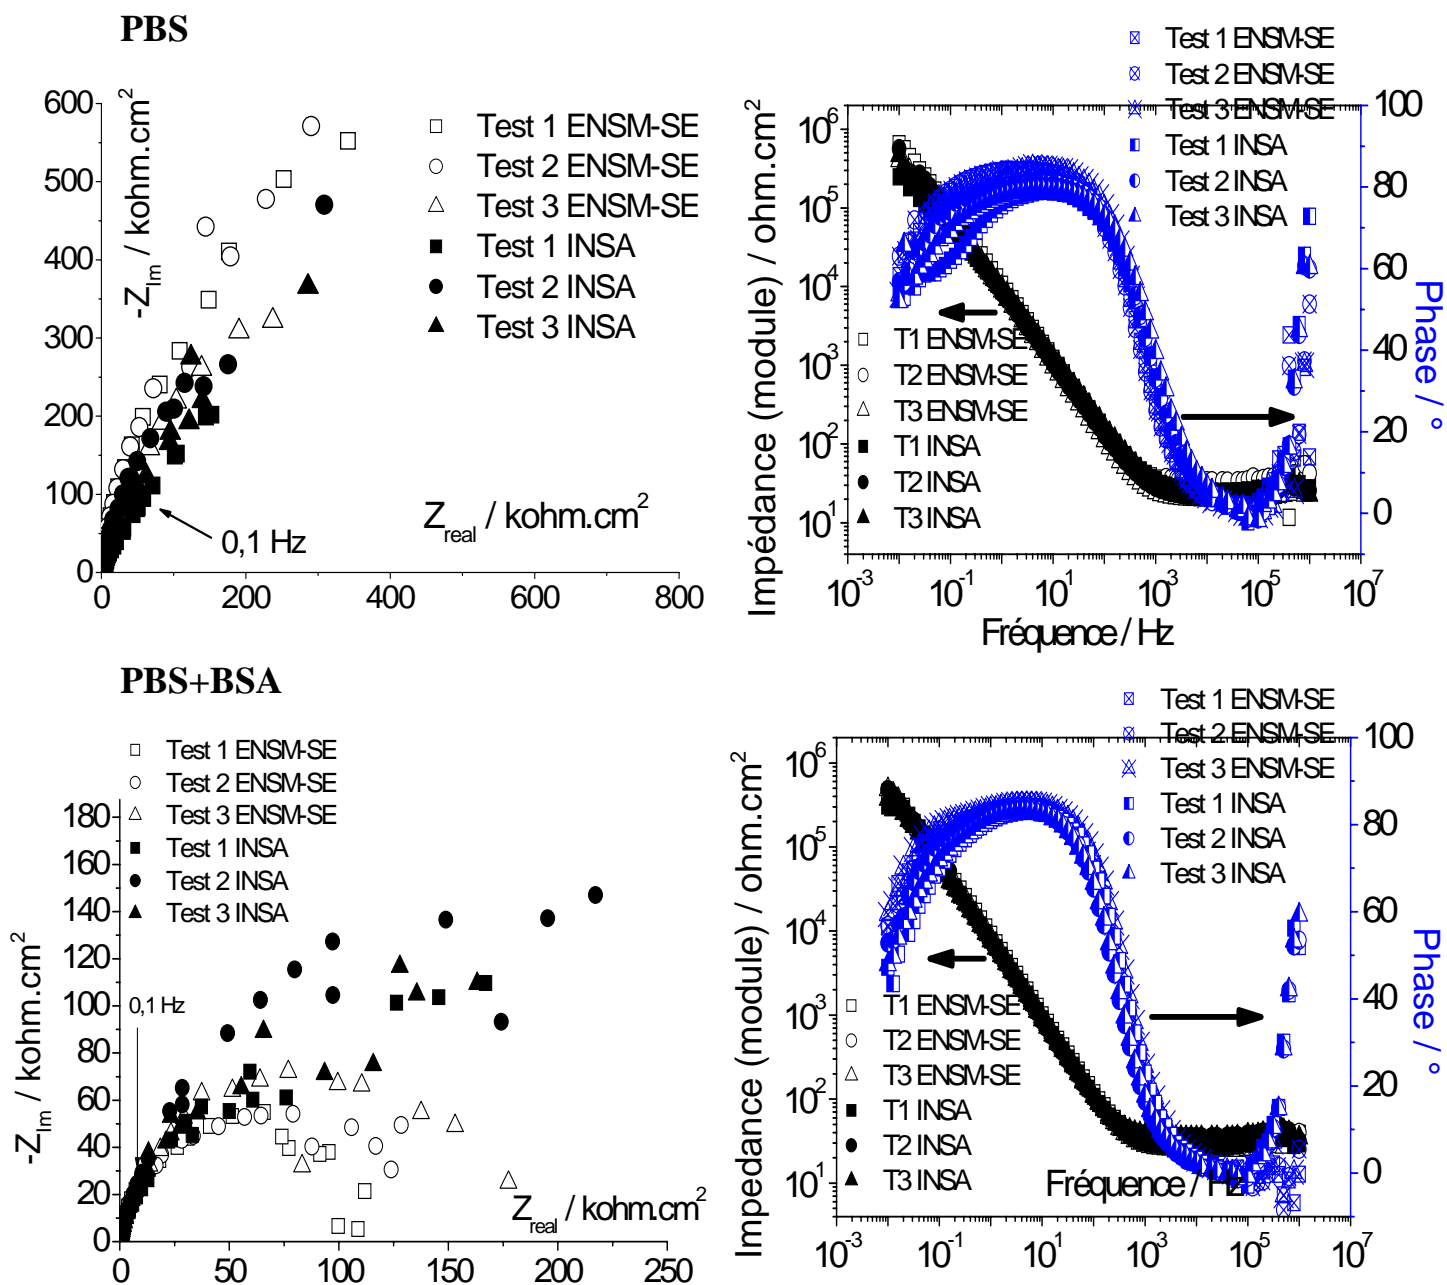 PBS
-Z_Im / kohm.cm²
600
500
400
300
200
100
0
0 200 400 600 800
Z_real / kohm.cm²
0,1 Hz
Test 1 ENSM-SE
Test 2 ENSM-SE
Test 3 ENSM-SE
Test 1 INSA
Test 2 INSA
Test 3 INSA
Test 1 ENSM-SE
Test 2 ENSM-SE
Test 3 ENSM-SE
Test 1 INSA
Test 2 INSA
Test 3 INSA
Impédance (module) / ohm.cm²
10⁶
10⁵
10⁴
10³
10²
10¹
T1 ENSM-SE
T2 ENSM-SE
T3 ENSM-SE
T1 INSA
T2 INSA
T3 INSA
100
80
60
40
20
0
Phase / °
10⁻³ 10⁻¹ 10¹ 10³ 10⁵ 10⁷
Fréquence / Hz
PBS+BSA
Test 1 ENSM-SE
Test 2 ENSM-SE
Test 3 ENSM-SE
Test 1 INSA
Test 2 INSA
Test 3 INSA
-Z_Im / kohm.cm²
180
160
140
120
100
80
60
40
20
0
0,1 Hz
Z_real / kohm.cm²
0 50 100 150 200 250
Test 1 ENSM-SE
Test 2 ENSM-SE
Test 3 ENSM-SE
Test 1 INSA
Test 2 INSA
Test 3 INSA
Impedance (module) / ohm.cm²
10⁶
10⁵
10⁴
10³
10²
10¹
T1 ENSM-SE
T2 ENSM-SE
T3 ENSM-SE
T1 INSA
T2 INSA
T3 INSA
Fréquence / Hz
100
80
60
40
20
0
Phase / °
10⁻³ 10⁻¹ 10¹ 10³ 10⁵ 10⁷